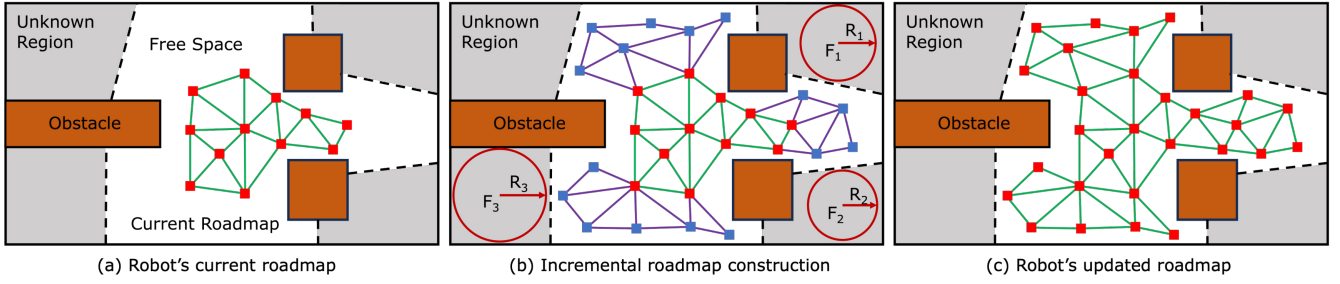 Unknown
Region
Free Space
Obstacle
Current Roadmap
(a) Robot's current roadmap
Unknown
Region
R₁
F₁
Obstacle
R₃
F₃
R₂
F₂
(b) Incremental roadmap construction
Unknown
Region
Obstacle
(c) Robot's updated roadmap